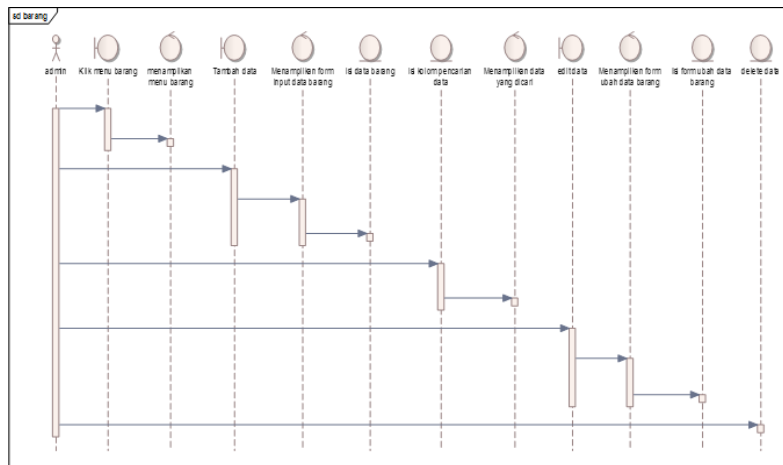 sd barang
admin
Klik menu barang
menampilkan
menu barang
Tambah data
Menampilkan form
Input data barang
Isi data barang
Isi kolom pencarian
data
Menampilkan data
yang dicari
edit data
Menampilkan form
ubah data barang
Isi form ubah data
barang
delete data